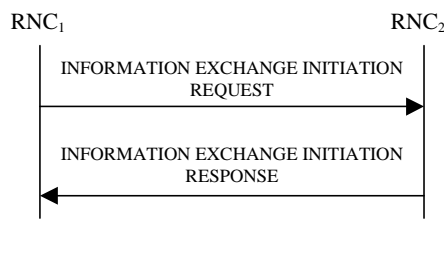 RNC₁
RNC₂
INFORMATION EXCHANGE INITIATION
REQUEST
INFORMATION EXCHANGE INITIATION
RESPONSE